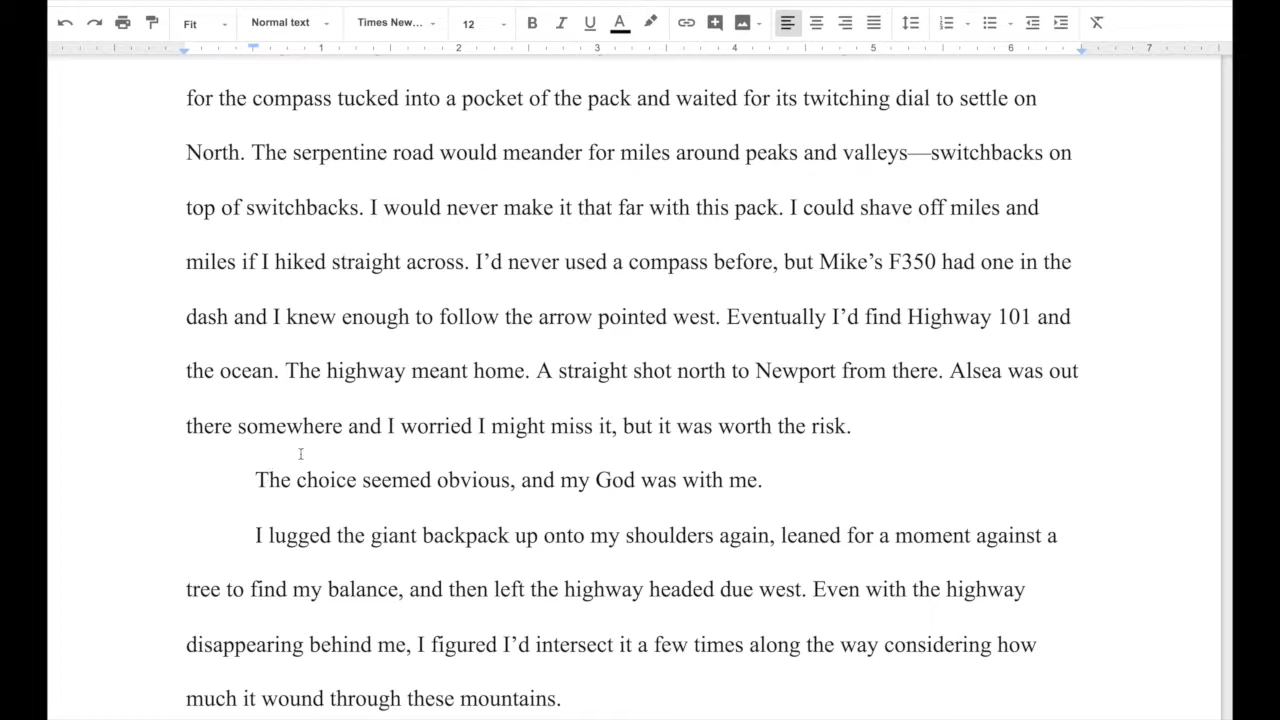 Fit
Normal text
Times New...
12
B I U A
1 2 3 4 5 6 7
for the compass tucked into a pocket of the pack and waited for its twitching dial to settle on
North. The serpentine road would meander for miles around peaks and valleys—switchbacks on
top of switchbacks. I would never make it that far with this pack. I could shave off miles and
miles if I hiked straight across. I’d never used a compass before, but Mike’s F350 had one in the
dash and I knew enough to follow the arrow pointed west. Eventually I’d find Highway 101 and
the ocean. The highway meant home. A straight shot north to Newport from there. Alsea was out
there somewhere and I worried I might miss it, but it was worth the risk.
The choice seemed obvious, and my God was with me.
I lugged the giant backpack up onto my shoulders again, leaned for a moment against a
tree to find my balance, and then left the highway headed due west. Even with the highway
disappearing behind me, I figured I’d intersect it a few times along the way considering how
much it wound through these mountains.